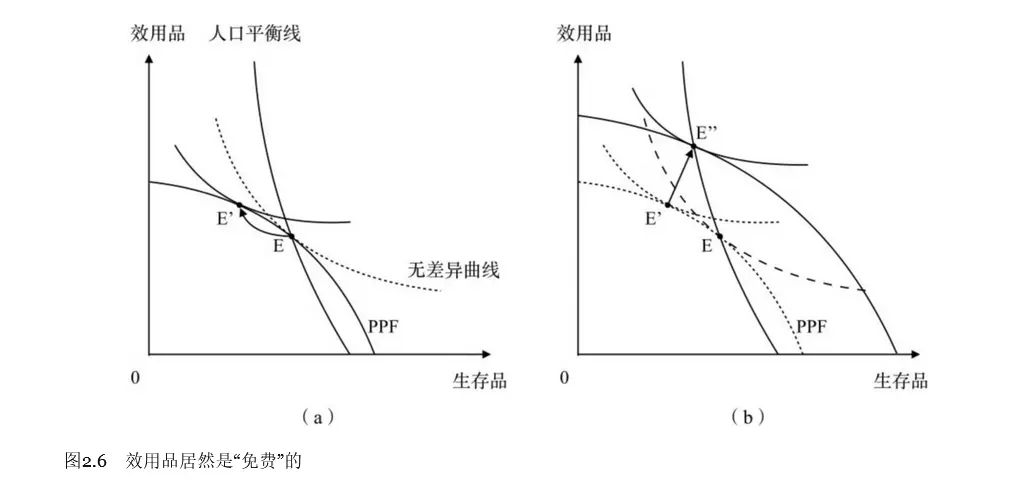 效用品 人口平衡线
E'
E
无差异曲线
PPF
0
生存品
(a)
效用品
E''
E'
E
PPF
0
生存品
(b)
图2.6 效用品居然是“免费”的